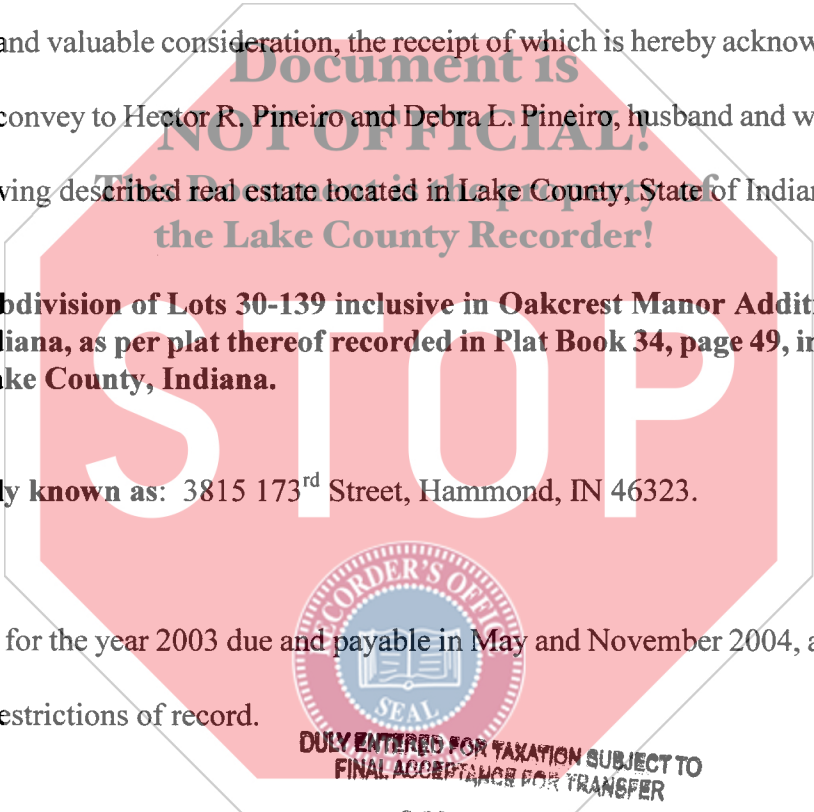 and valuable consideration, the receipt of which is hereby acknow
Document is
convey to Hector R. Pineiro and Debra L. Pineiro, husband and w
NOT OFFICIAL!
ving described real estate located in Lake County, State of Indian
This Document is the property of
the Lake County Recorder!
bdivision of Lots 30-139 inclusive in Oakcrest Manor Additi
diana, as per plat thereof recorded in Plat Book 34, page 49, in
ake County, Indiana.
STOP
ly known as: 3815 173rd Street, Hammond, IN 46323.
RECORDER'S OFFICE
for the year 2003 due and payable in May and November 2004, a
estrictions of record.
SEAL
DULY ENTERED FOR TAXATION SUBJECT TO
FINAL ACCEPTANCE FOR TRANSFER